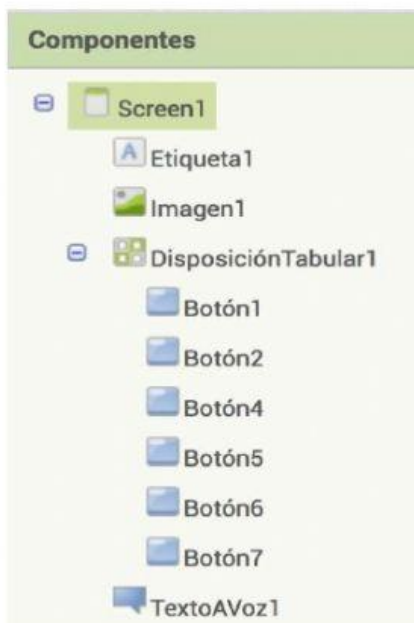 Componentes
Screen1
Etiqueta1
Imagen1
DisposiciónTabular1
Botón1
Botón2
Botón4
Botón5
Botón6
Botón7
TextoAVoz1